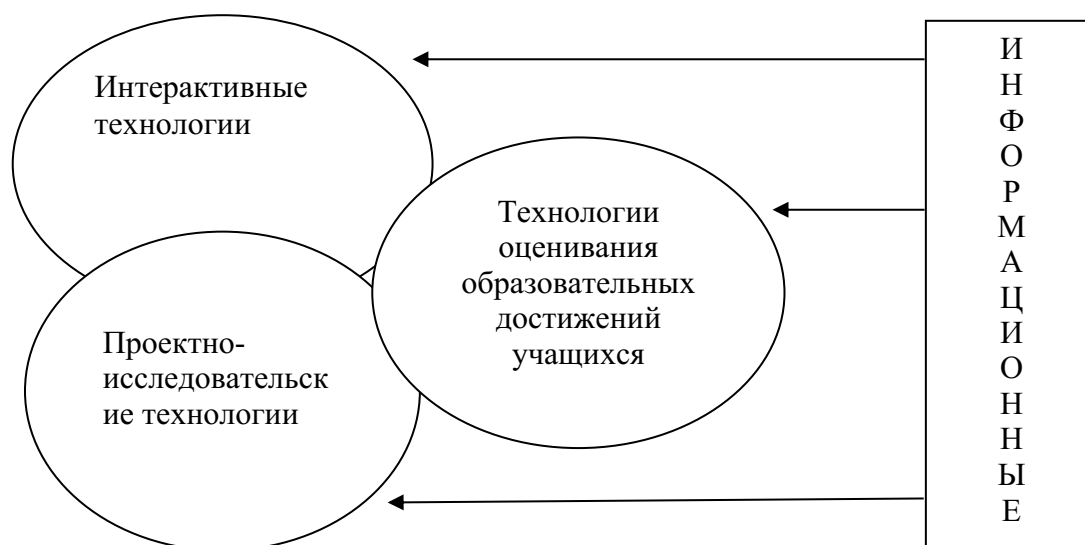 Интерактивные
технологии
Технологии
оценивания
образовательных
достижений
учащихся
Проектно-
исследовательск
ие технологии
И
Н
Ф
О
Р
М
А
Ц
И
О
Н
Н
Ы
Е